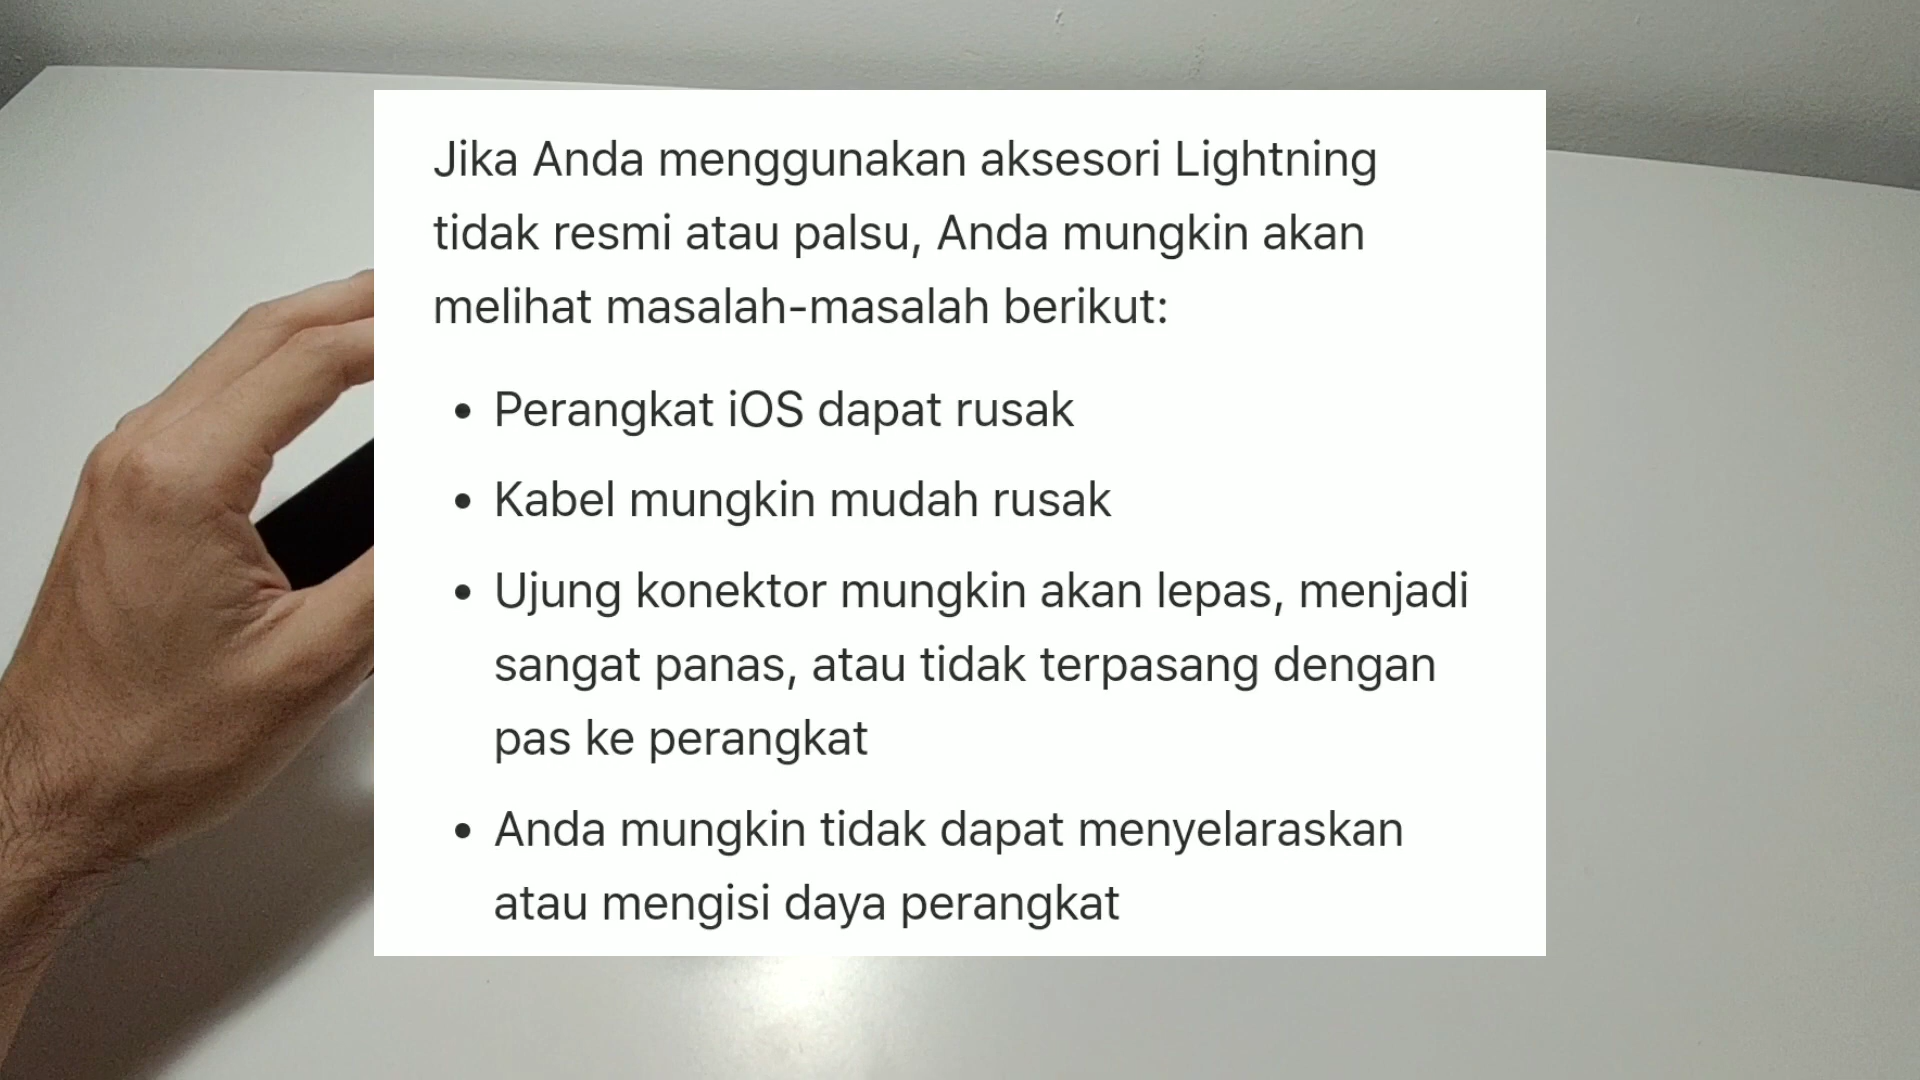 Jika Anda menggunakan aksesori Lightning
tidak resmi atau palsu, Anda mungkin akan
melihat masalah-masalah berikut:
• Perangkat iOS dapat rusak
• Kabel mungkin mudah rusak
• Ujung konektor mungkin akan lepas, menjadi
sangat panas, atau tidak terpasang dengan
pas ke perangkat
• Anda mungkin tidak dapat menyelaraskan
atau mengisi daya perangkat